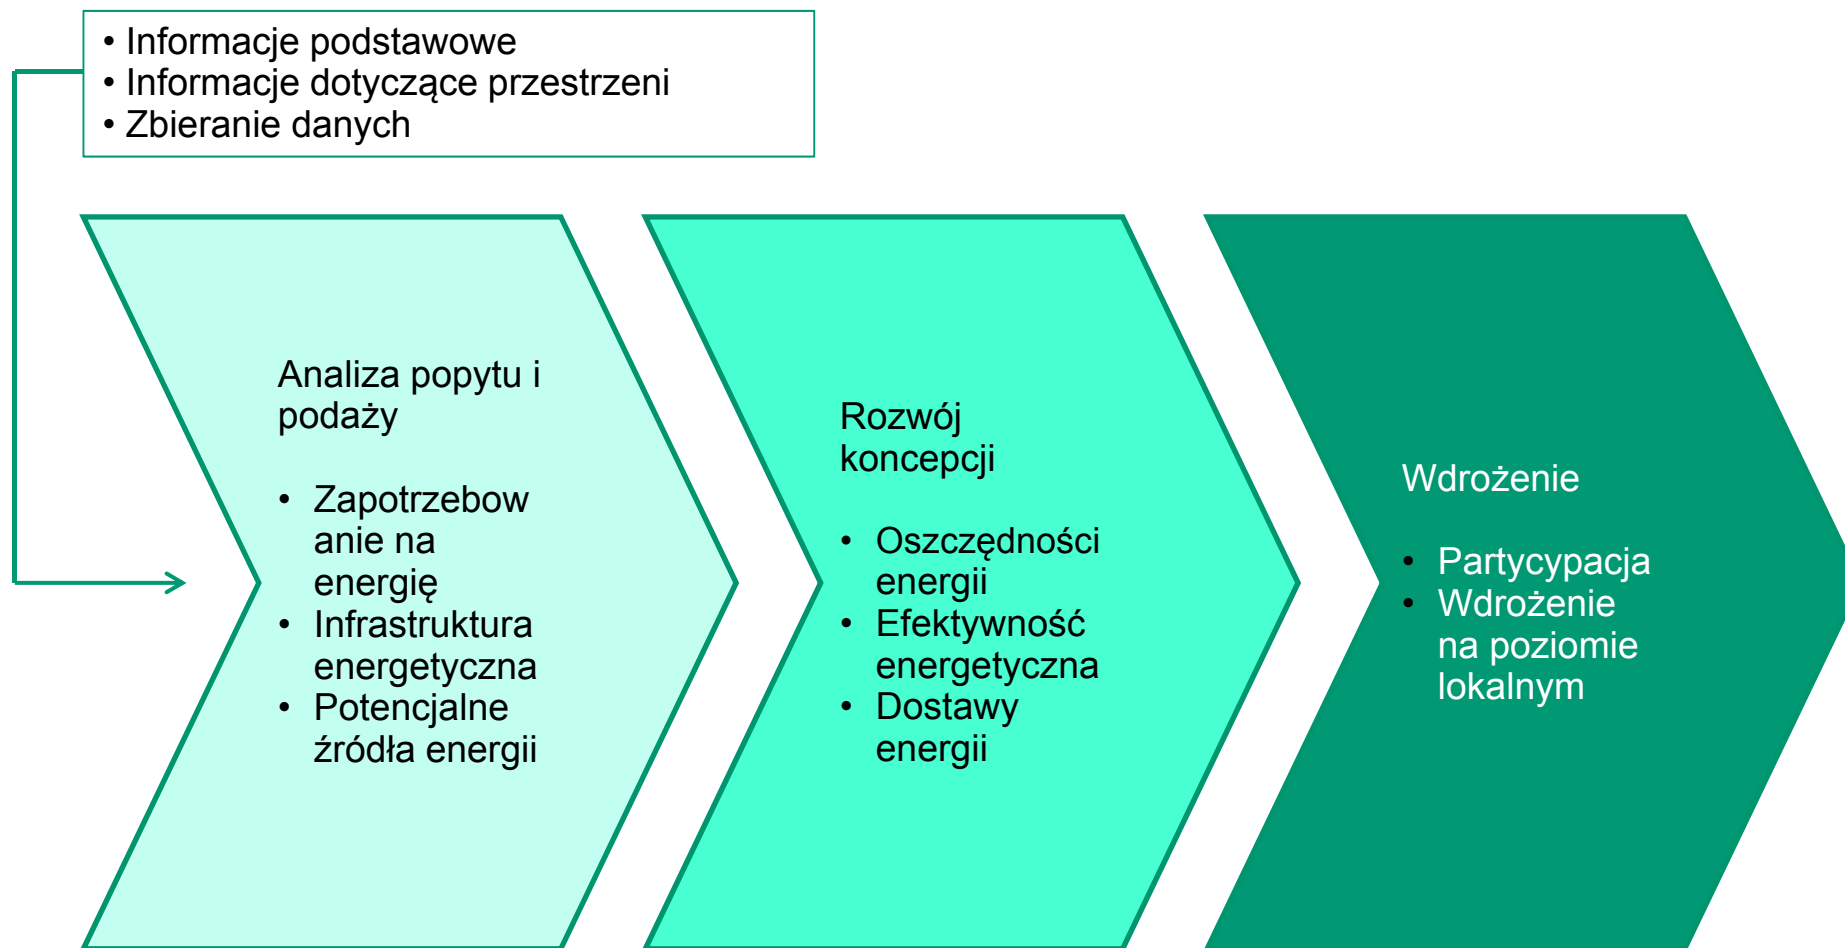 • Informacje podstawowe
• Informacje dotyczące przestrzeni
• Zbieranie danych
Analiza popytu i
podaży
• Zapotrzebow
anie na
energię
• Infrastruktura
energetyczna
• Potencjalne
źródła energii
Rozwój
koncepcji
• Oszczędności
energii
• Efektywność
energetyczna
• Dostawy
energii
Wdrożenie
• Partycypacja
• Wdrożenie
na poziomie
lokalnym